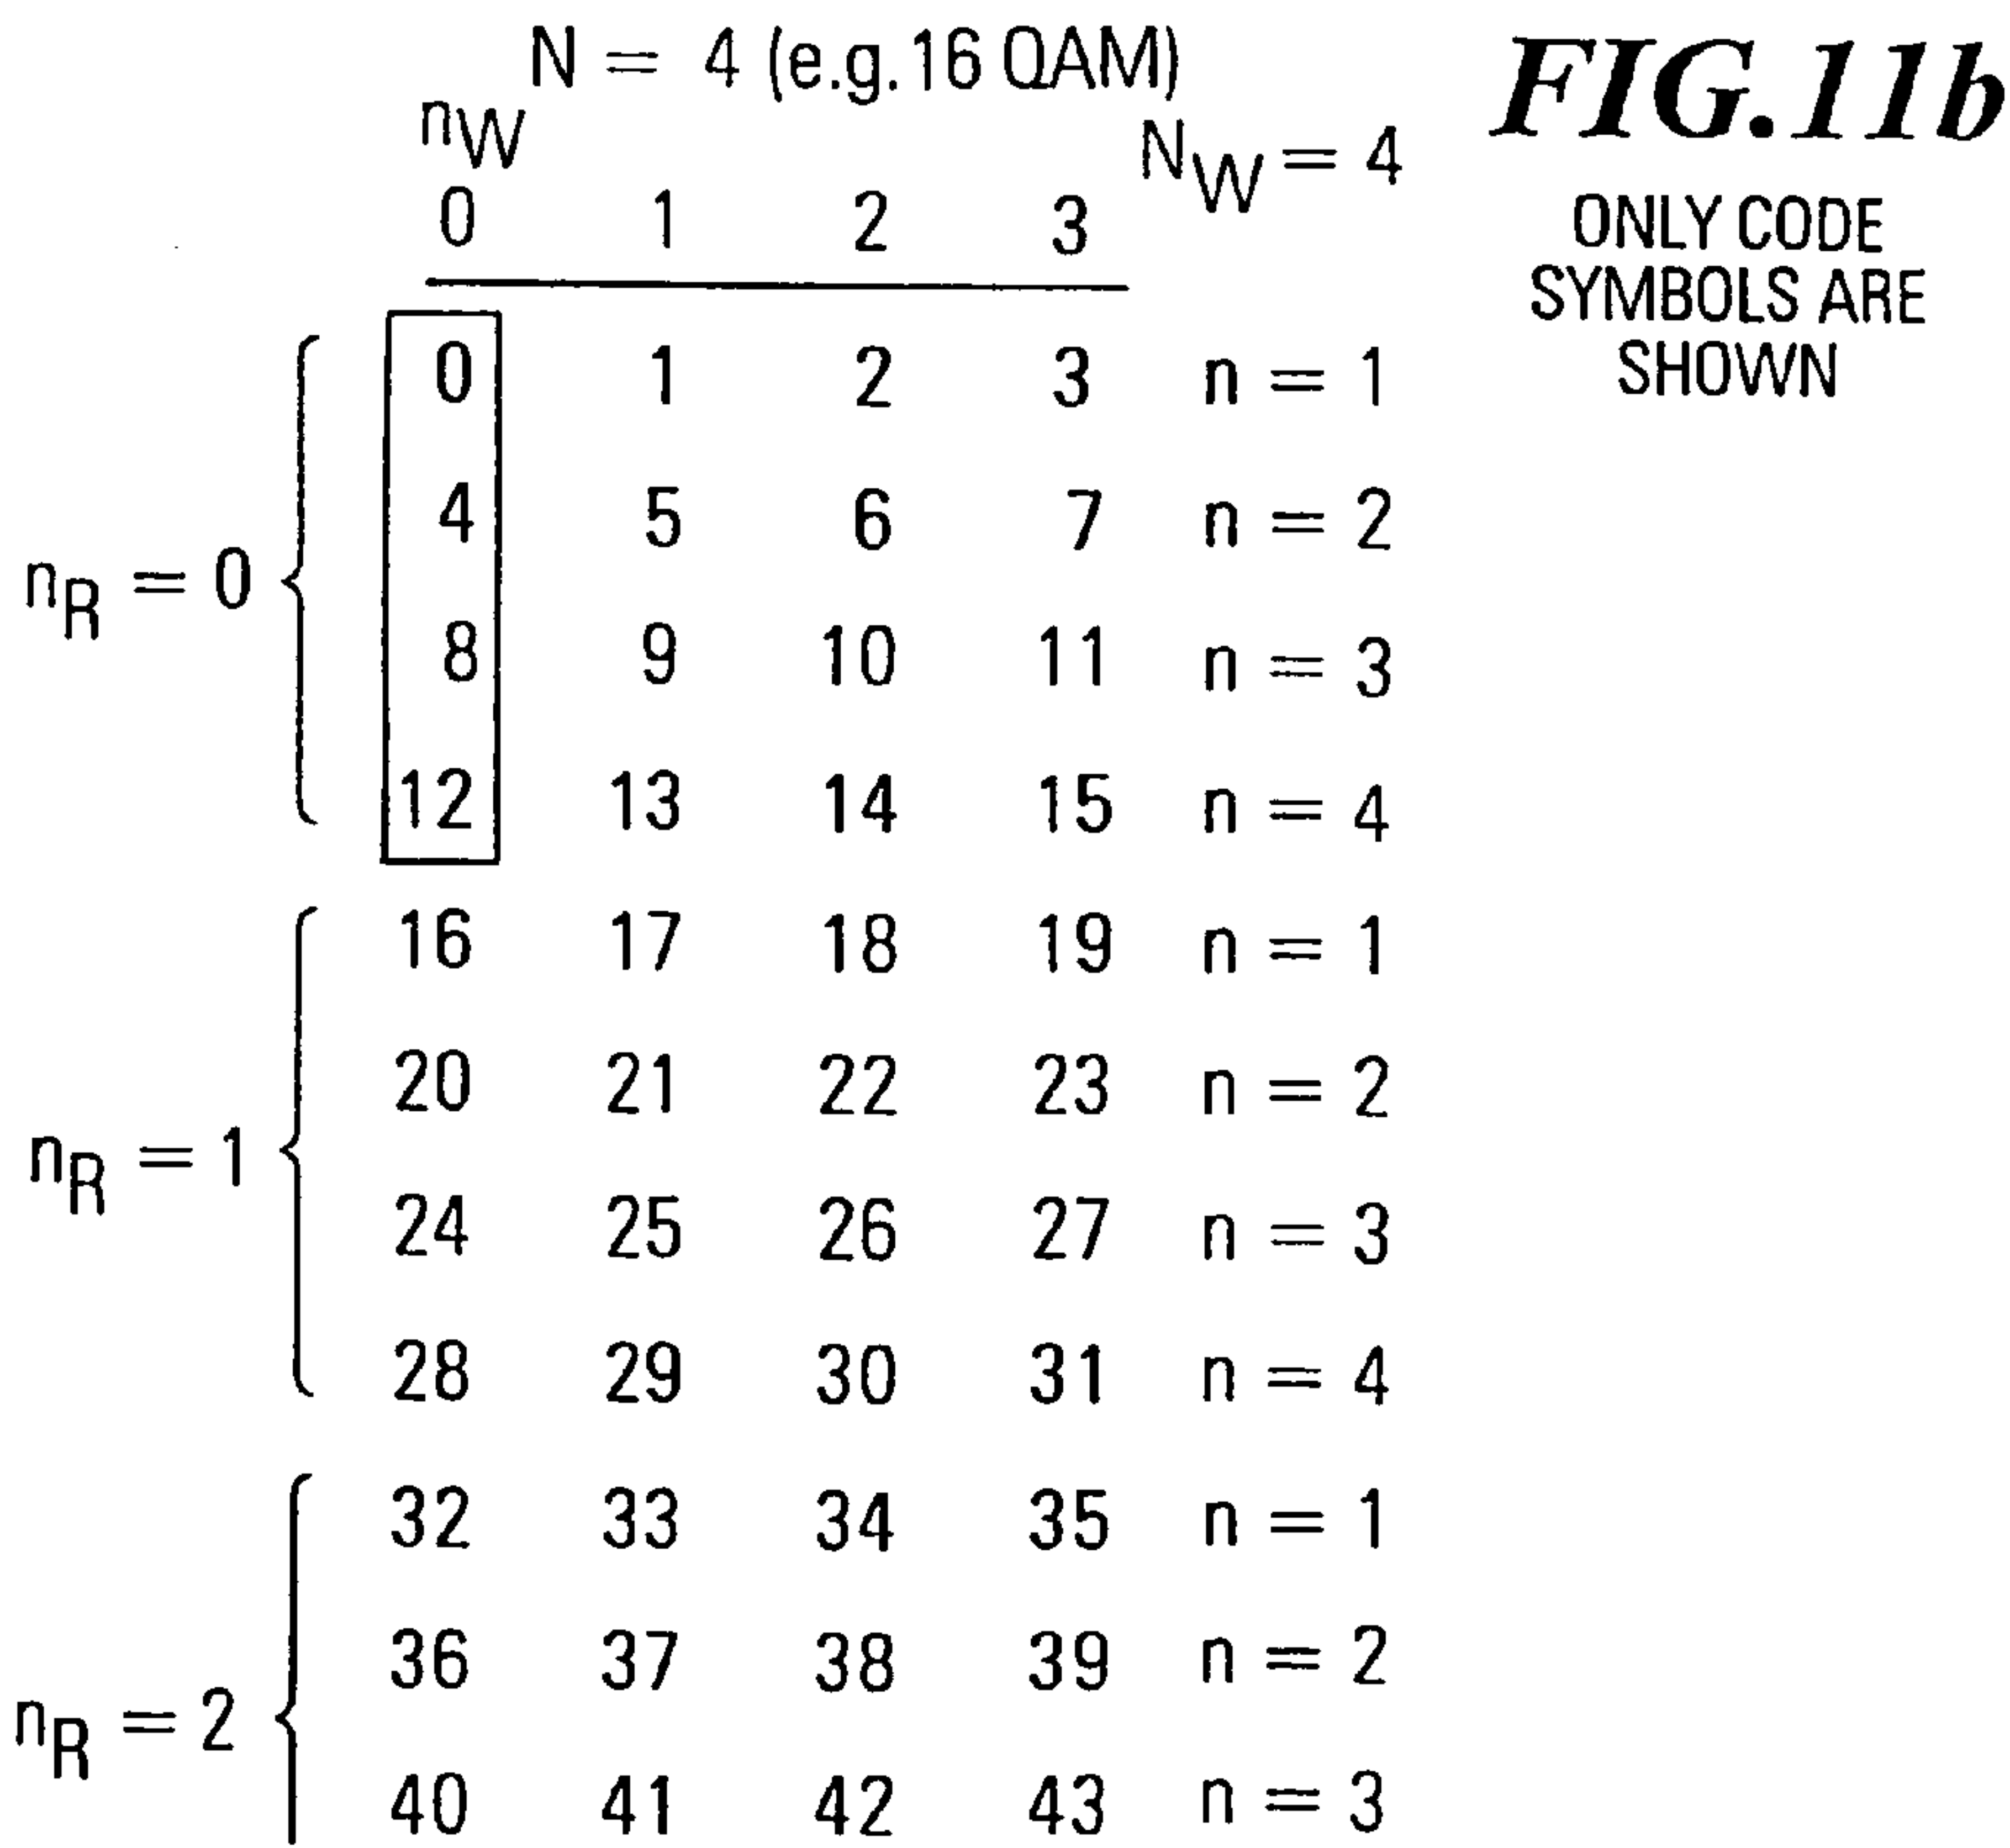 N = 4 (e.g. 16 QAM)
FIG. 11b
nW
NW = 4
0 1 2 3
ONLY CODE
SYMBOLS ARE
SHOWN
0 1 2 3 n = 1
4 5 6 7 n = 2
nR = 0
8 9 10 11 n = 3
12 13 14 15 n = 4
16 17 18 19 n = 1
20 21 22 23 n = 2
nR = 1
24 25 26 27 n = 3
28 29 30 31 n = 4
32 33 34 35 n = 1
36 37 38 39 n = 2
nR = 2
40 41 42 43 n = 3